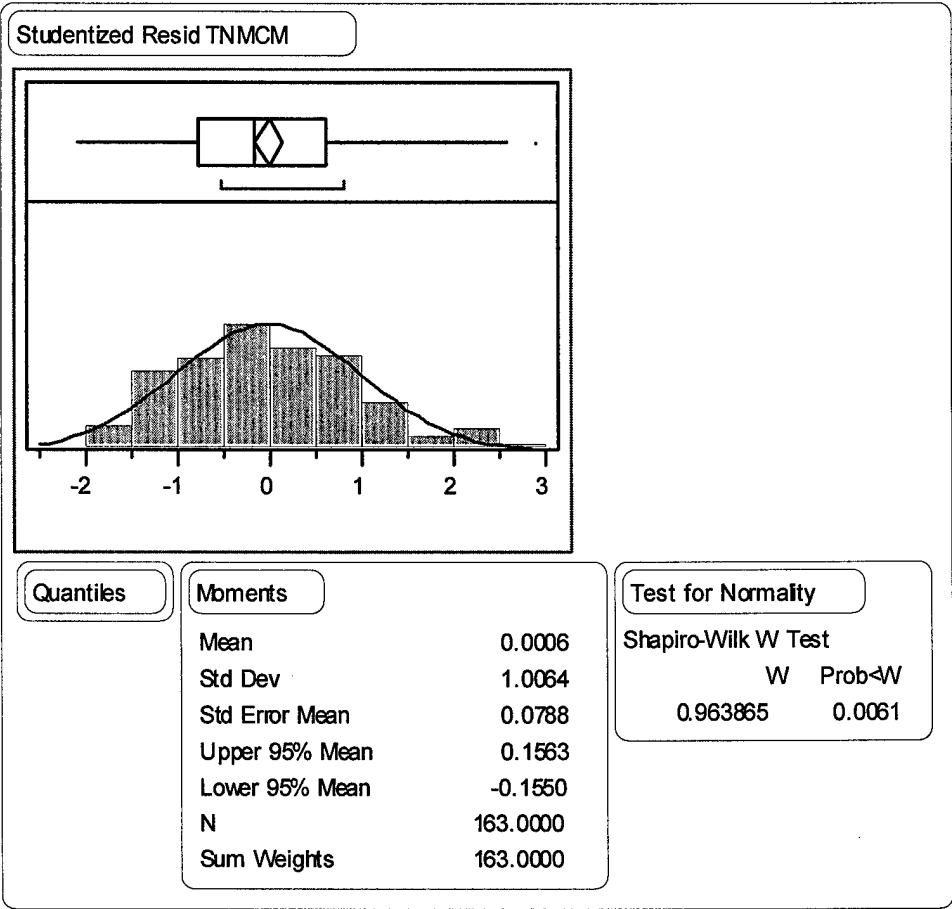 Studentized Resid TNMCM
-2 -1 0 1 2 3
Quantiles
Moments
Mean 0.0006
Std Dev 1.0064
Std Error Mean 0.0788
Upper 95% Mean 0.1563
Lower 95% Mean -0.1550
N 163.0000
Sum Weights 163.0000
Test for Normality
Shapiro-Wilk W Test
W Prob<W
0.963865 0.0061